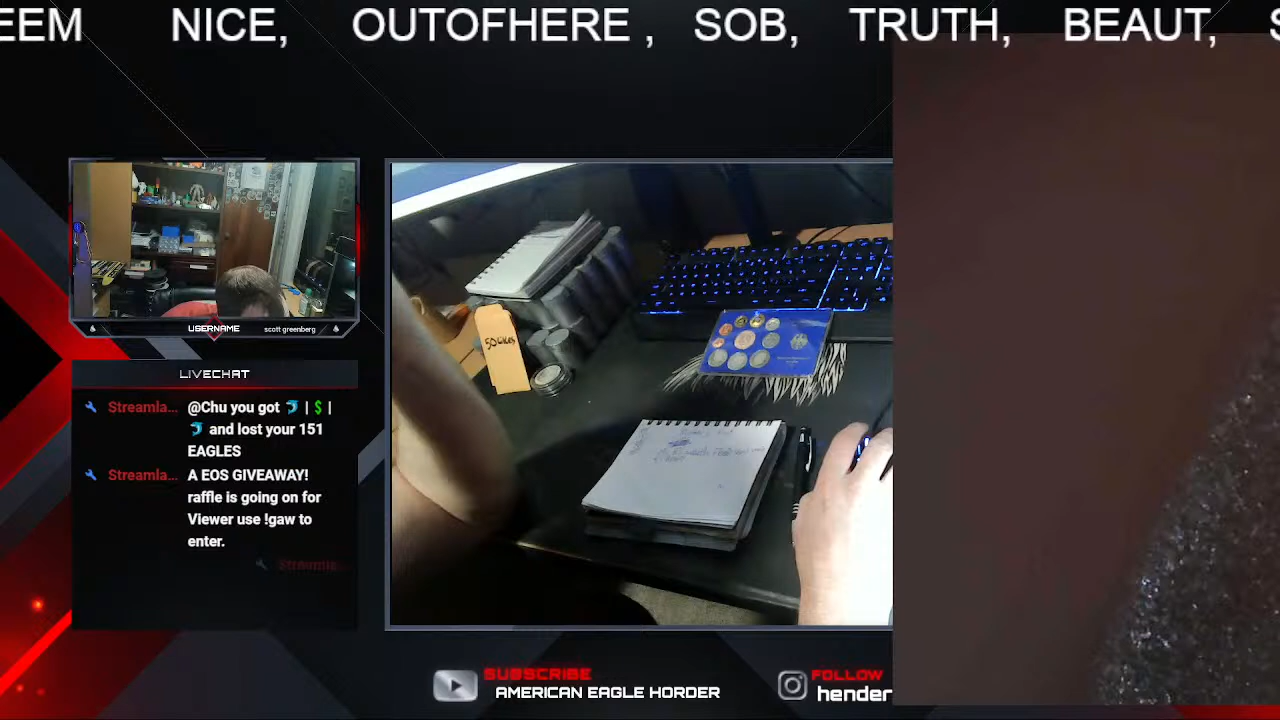 EEM NICE, OUTOFHERE , SOB, TRUTH, BEAUT, S
USERNAME scott greenberg
LIVECHAT
Streamla... @Chu you got 🐬 | $ |
🐬 and lost your 151
EAGLES
Streamla... A EOS GIVEAWAY!
raffle is going on for
Viewer use !gaw to
enter.
Streamla...
SUBSCRIBE
AMERICAN EAGLE HORDER
FOLLOW
hender